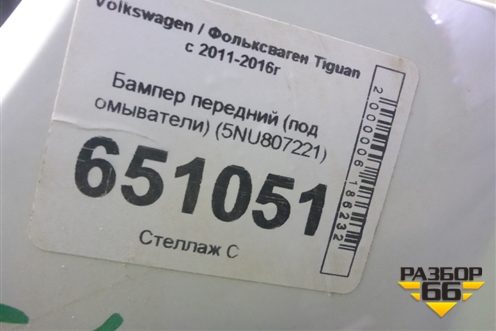 Volkswagen / Фольксваген Tiguan
с 2011-2016г
Бампер передний (под
омыватели) (5NU807221)
651051
Стеллаж С
2000006186232
РАЗБОР
66